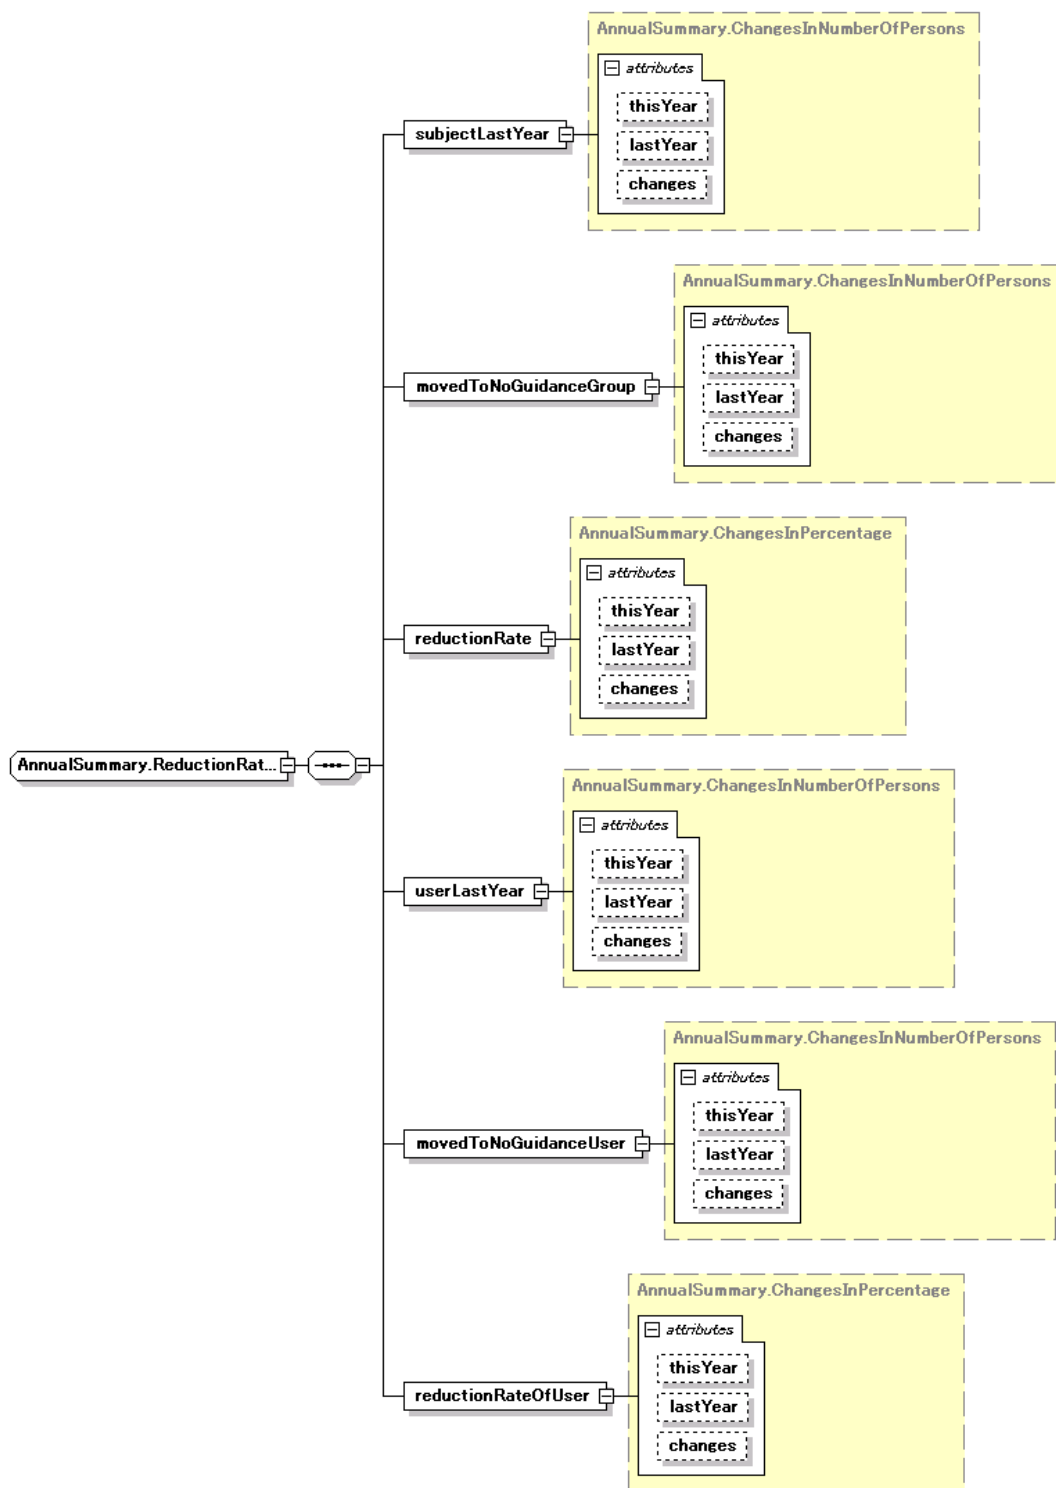 AnnualSummary.ChangesInNumberOfPersons
attributes
thisYear
subjectLastYear
lastYear
changes
AnnualSummary.ChangesInNumberOfPersons
attributes
thisYear
movedToNoGuidanceGroup
lastYear
changes
AnnualSummary.ChangesInPercentage
attributes
thisYear
reductionRate
lastYear
changes
AnnualSummary.ReductionRat...
AnnualSummary.ChangesInNumberOfPersons
attributes
thisYear
userLastYear
lastYear
changes
AnnualSummary.ChangesInNumberOfPersons
attributes
thisYear
movedToNoGuidanceUser
lastYear
changes
AnnualSummary.ChangesInPercentage
attributes
thisYear
reductionRateOfUser
lastYear
changes